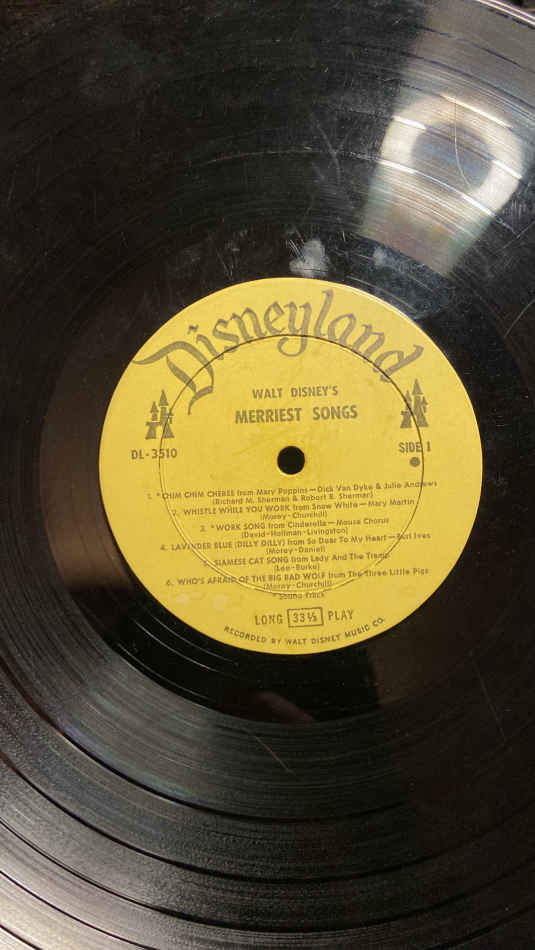 Disneyland
WALT DISNEY'S
MERRIEST SONGS
DL-3510
SIDE 1
1. *CHIM CHIM CHEREE from Mary Poppins—Dick Van Dyke & Julie Andrews
(Richard M. Sherman & Robert B. Sherman)
2. WHISTLE WHILE YOU WORK from Snow White—Mary Martin
(Morey-Churchill)
3. *WORK SONG from Cinderella—Mouse Chorus
(David-Hoffman-Livingston)
4. LAVENDER BLUE (DILLY DILLY) from So Dear To My Heart—Burl Ives
(Morey-Daniel)
5. SIAMESE CAT SONG from Lady And The Tramp
(Lee-Burke)
6. WHO'S AFRAID OF THE BIG BAD WOLF from The Three Little Pigs
(Morey-Churchill)
*Sound Track
LONG 33⅓ PLAY
RECORDED BY WALT DISNEY MUSIC CO.